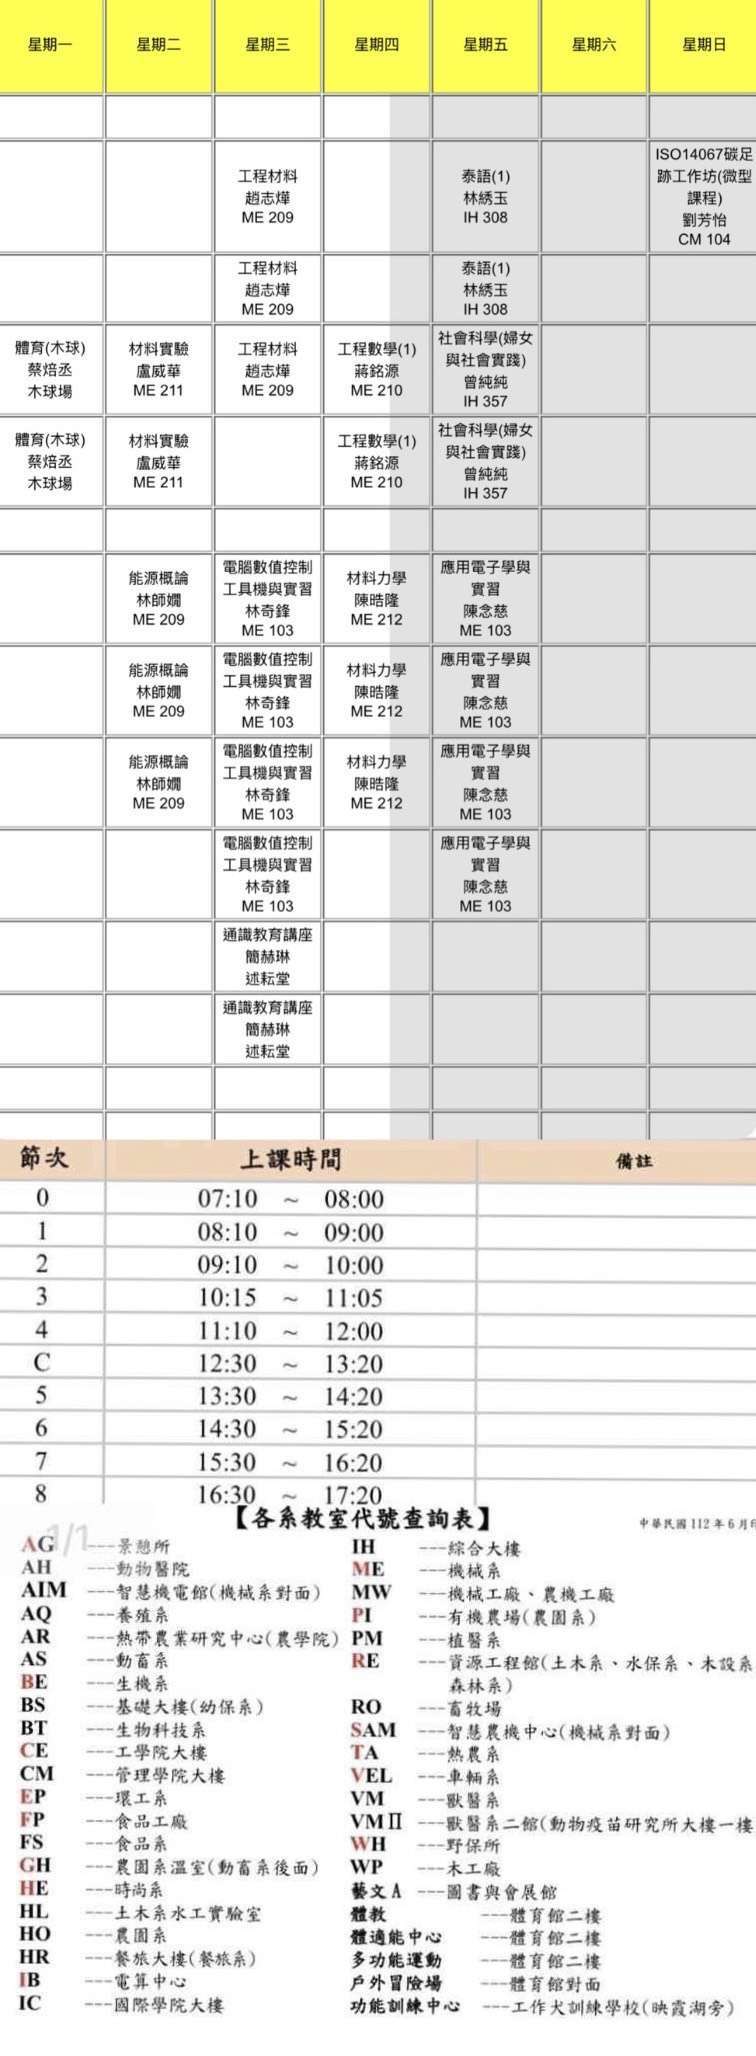 星期一 星期二 星期三 星期四 星期五 星期六 星期日
工程材料 泰語(1) ISO14067碳足
趙志燁 林綉玉 跡工作坊(微型
ME 209 IH 308 課程)
劉芳怡
CM 104
工程材料 泰語(1)
趙志燁 林綉玉
ME 209 IH 308
體育(木球) 材料實驗 工程材料 工程數學(1) 社會科學(婦女
蔡焙丞 盧威華 趙志燁 蔣銘源 與社會實踐)
木球場 ME 211 ME 209 ME 210 曾純純
IH 357
體育(木球) 材料實驗 工程數學(1) 社會科學(婦女
蔡焙丞 盧威華 蔣銘源 與社會實踐)
木球場 ME 211 ME 210 曾純純
IH 357
能源概論 電腦數值控制 材料力學 應用電子學與
林師嫺 工具機與實習 陳晧隆 實習
ME 209 林奇鋒 ME 212 陳念慈
ME 103 ME 103
能源概論 電腦數值控制 材料力學 應用電子學與
林師嫺 工具機與實習 陳晧隆 實習
ME 209 林奇鋒 ME 212 陳念慈
ME 103 ME 103
能源概論 電腦數值控制 材料力學 應用電子學與
林師嫺 工具機與實習 陳晧隆 實習
ME 209 林奇鋒 ME 212 陳念慈
ME 103 ME 103
電腦數值控制 應用電子學與
工具機與實習 實習
林奇鋒 陳念慈
ME 103 ME 103
通識教育講座
簡赫琳
述耘堂
通識教育講座
簡赫琳
述耘堂
節次 上課時間 備註
0 07:10 ~ 08:00
1 08:10 ~ 09:00
2 09:10 ~ 10:00
3 10:15 ~ 11:05
4 11:10 ~ 12:00
C 12:30 ~ 13:20
5 13:30 ~ 14:20
6 14:30 ~ 15:20
7 15:30 ~ 16:20
8 16:30 ~ 17:20
【各系教室代號查詢表】 中華民國 112 年 6 月印
1/1
AG ---景憩所
AH ---動物醫院
AIM ---智慧機電館(機械系對面)
AQ ---養殖系
AR ---熱帶農業研究中心(農學院)
AS ---動畜系
BE ---生機系
BS ---基礎大樓(幼保系)
BT ---生物科技系
CE ---工學院大樓
CM ---管理學院大樓
EP ---環工系
FP ---食品工廠
FS ---食品系
GH ---農園系溫室(動畜系後面)
HE ---時尚系
HL ---土木系水工實驗室
HO ---農園系
HR ---餐旅大樓(餐旅系)
IB ---電算中心
IC ---國際學院大樓
IH ---綜合大樓
ME ---機械系
MW ---機械工廠、農機工廠
PI ---有機農場(農園系)
PM ---植醫系
RE ---資源工程館(土木系、水保系、木設系
森林系)
RO ---畜牧場
SAM ---智慧農機中心(機械系對面)
TA ---熱農系
VEL ---車輛系
VM ---獸醫系
VMⅡ ---獸醫系二館(動物疫苗研究所大樓一樓
WH ---野保所
WP ---木工廠
藝文A ---圖書與會展館
體教 ---體育館二樓
體適能中心 ---體育館二樓
多功能運動 ---體育館二樓
戶外冒險場 ---體育館對面
功能訓練中心 ---工作犬訓練學校(映霞湖旁)